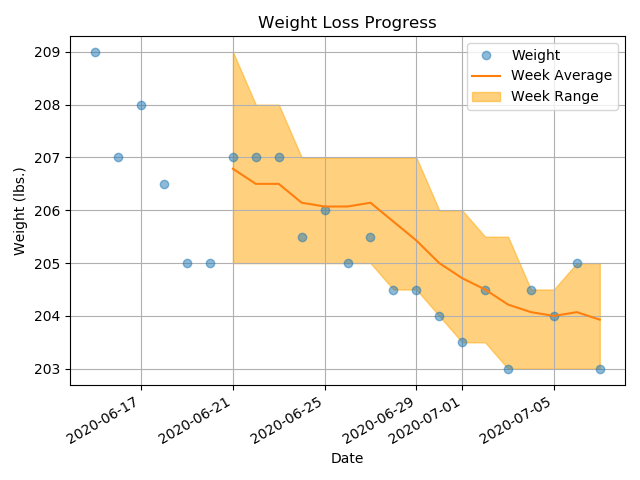 Weight Loss Progress
Weight
Week Average
Week Range
Weight (lbs.)
209
208
207
206
205
204
203
2020-06-17
2020-06-21
2020-06-25
2020-06-29
2020-07-01
2020-07-05
Date